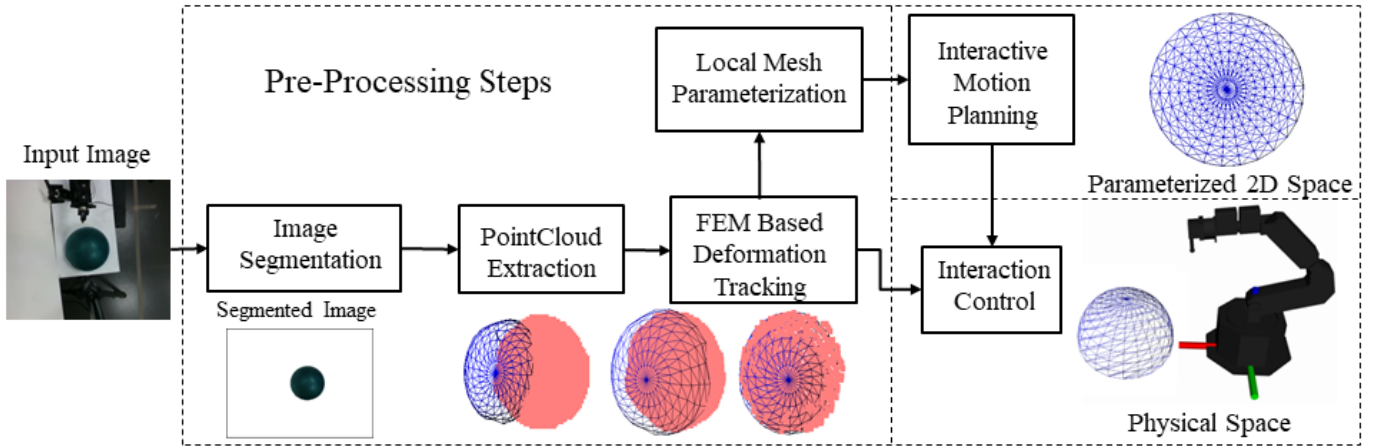 Pre-Processing Steps
Input Image
Image
Segmentation
Segmented Image
PointCloud
Extraction
FEM Based
Deformation
Tracking
Local Mesh
Parameterization
Interactive
Motion
Planning
Parameterized 2D Space
Interaction
Control
Physical Space